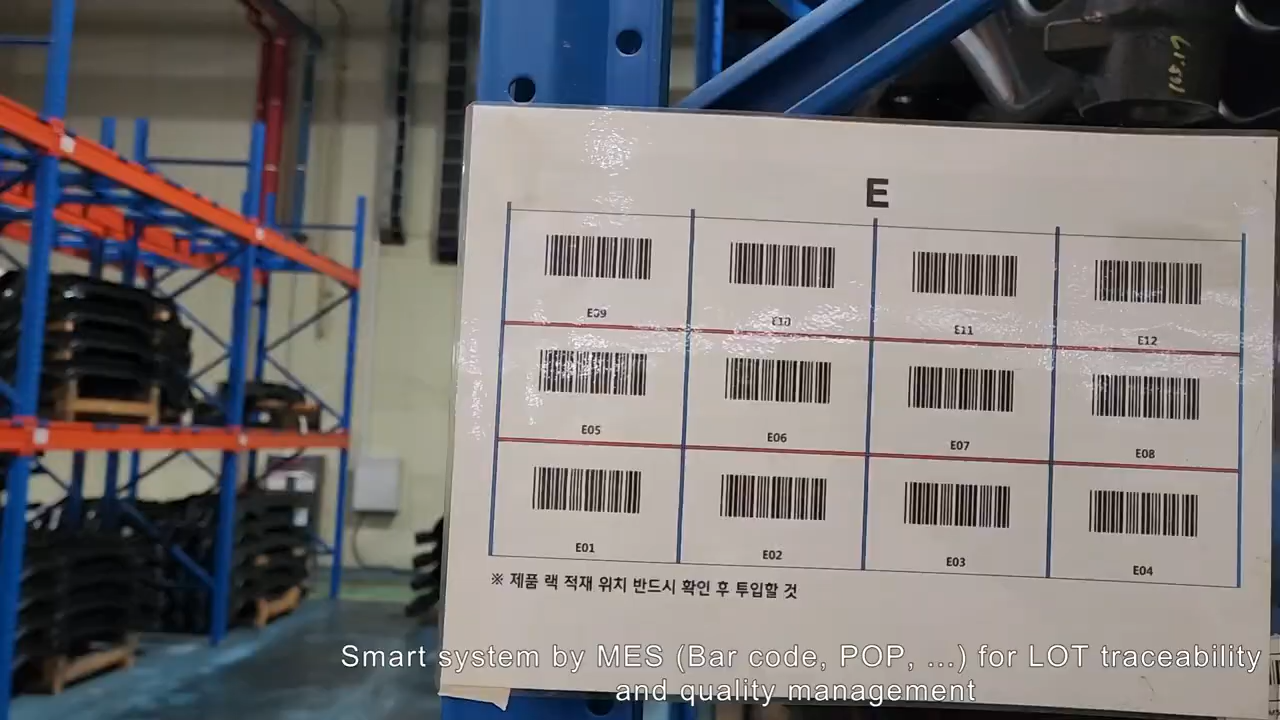 E
E09 E10 E11 E12
E05 E06 E07 E08
E01 E02 E03 E04
※ 제품 랙 적재 위치 반드시 확인 후 투입할 것
Smart system by MES (Bar code, POP, ...) for LOT traceability
and quality management